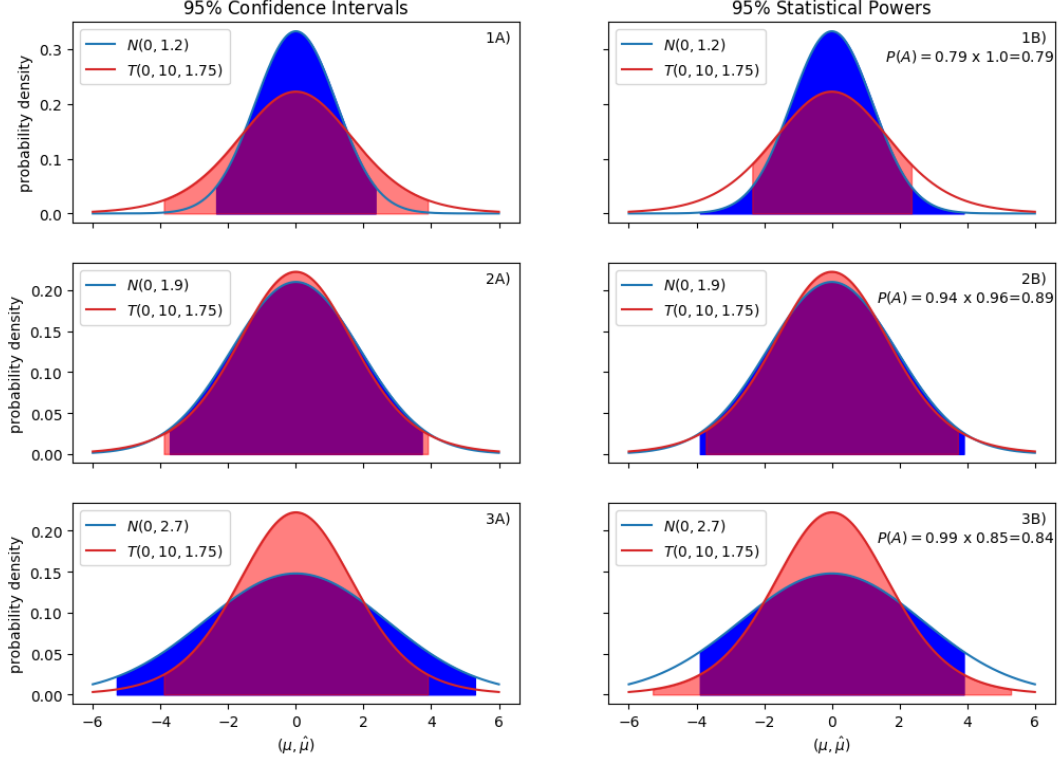 95% Confidence Intervals
95% Statistical Powers
probability density
0.3
0.2
0.1
0.0
N(0, 1.2)
T(0, 10, 1.75)
1A)
N(0, 1.2)
T(0, 10, 1.75)
1B)
P(A) = 0.79 x 1.0=0.79
probability density
0.20
0.15
0.10
0.05
0.00
N(0, 1.9)
T(0, 10, 1.75)
2A)
N(0, 1.9)
T(0, 10, 1.75)
2B)
P(A) = 0.94 x 0.96=0.89
probability density
0.20
0.15
0.10
0.05
0.00
N(0, 2.7)
T(0, 10, 1.75)
3A)
N(0, 2.7)
T(0, 10, 1.75)
3B)
P(A) = 0.99 x 0.85=0.84
−6 −4 −2 0 2 4 6
(μ, μ̂)
−6 −4 −2 0 2 4 6
(μ, μ̂)